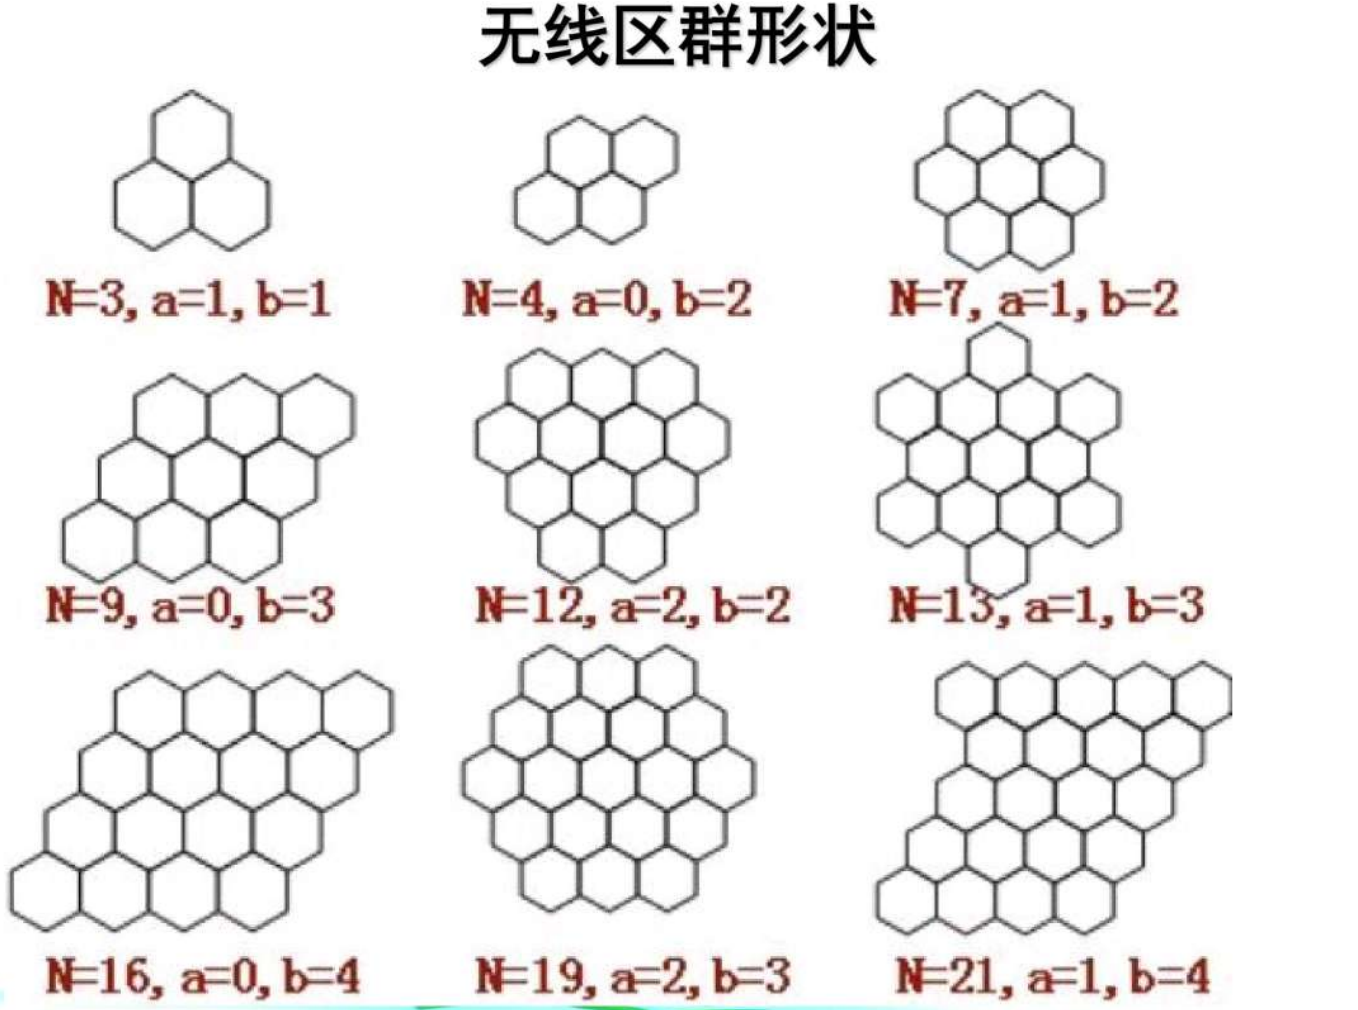 无线区群形状
N=3, a=1, b=1
N=4, a=0, b=2
N=7, a=1, b=2
N=9, a=0, b=3
N=12, a=2, b=2
N=13, a=1, b=3
N=16, a=0, b=4
N=19, a=2, b=3
N=21, a=1, b=4